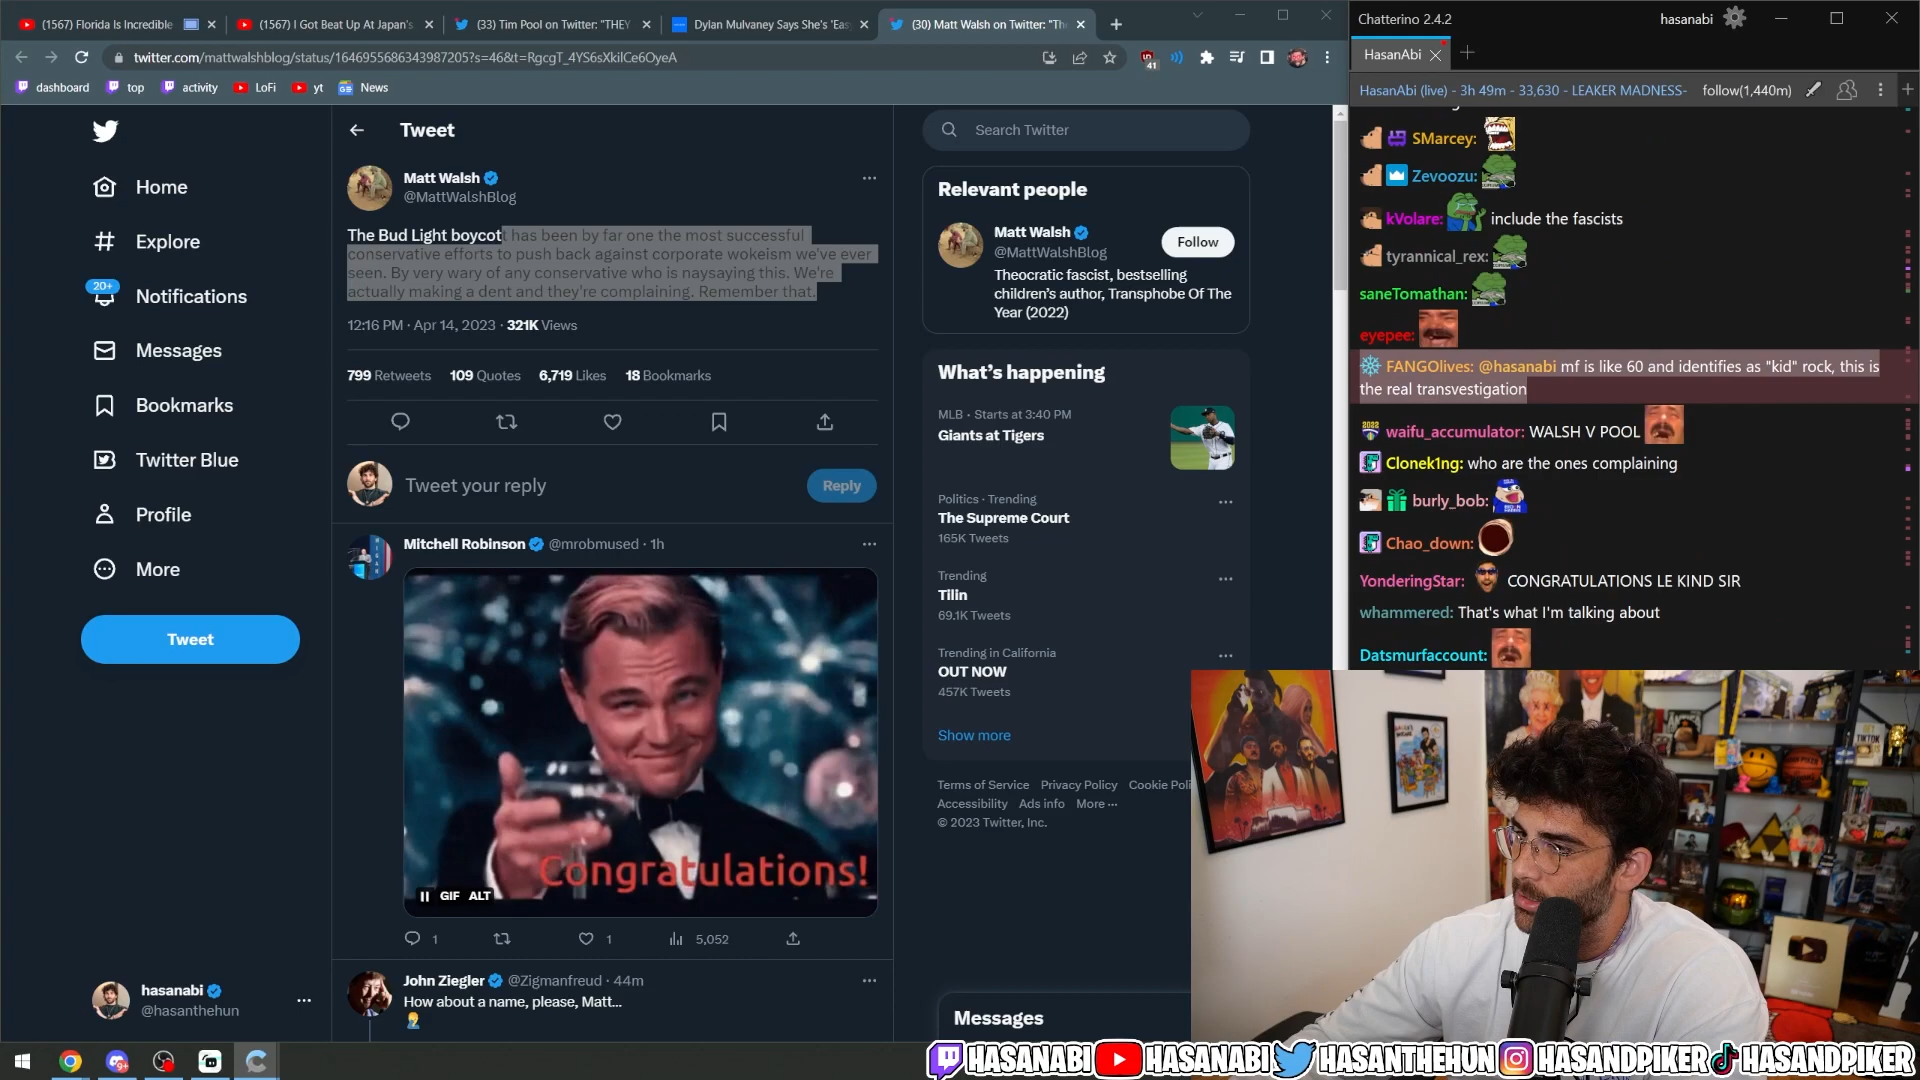 (1567) Florida Is Incredible
(1567) I Got Beat Up At Japan's
(33) Tim Pool on Twitter: "THEY
Dylan Mulvaney Says She's 'Eas
(30) Matt Walsh on Twitter: "Th
twitter.com/mattwalshblog/status/1646955686343987205?s=46&t=RgcgT_4YS6sXkilCe6OyeA
41
dashboard
top
activity
LoFi
yt
News
Home
Explore
20+
Notifications
Messages
Bookmarks
Twitter Blue
Profile
More
Tweet
hasanabi
@hasanthehun
Tweet
Matt Walsh
@MattWalshBlog
The Bud Light boycott has been by far one the most successful
conservative efforts to push back against corporate wokeism we've ever
seen. By very wary of any conservative who is naysaying this. We're
actually making a dent and they're complaining. Remember that.
12:16 PM · Apr 14, 2023 · 321K Views
799 Retweets 109 Quotes 6,719 Likes 18 Bookmarks
Tweet your reply
Reply
Mitchell Robinson @mrobmused · 1h
Congratulations!
GIF ALT
1
1
5,052
John Ziegler @Zigmanfreud · 44m
How about a name, please, Matt...
Search Twitter
Relevant people
Matt Walsh
@MattWalshBlog
Follow
Theocratic fascist, bestselling
children's author, Transphobe Of The
Year (2022)
What's happening
MLB · Starts at 3:40 PM
Giants at Tigers
Politics · Trending
The Supreme Court
165K Tweets
Trending
Tilin
69.1K Tweets
Trending in California
OUT NOW
457K Tweets
Show more
Terms of Service Privacy Policy Cookie Poli
Accessibility Ads info More ···
© 2023 Twitter, Inc.
Messages
Chatterino 2.4.2
hasanabi
HasanAbi
HasanAbi (live) - 3h 49m - 33,630 - LEAKER MADNESS-
follow(1,440m)
SMarcey:
Zevoozu:
kVolare: include the fascists
tyrannical_rex:
saneTomathan:
eyepee:
FANGOlives: @hasanabi mf is like 60 and identifies as "kid" rock, this is
the real transvestigation
waifu_accumulator: WALSH V POOL
Clonek1ng: who are the ones complaining
burly_bob:
Chao_down:
YonderingStar: CONGRATULATIONS LE KIND SIR
whammered: That's what I'm talking about
Datsmurfaccount:
HASANABI HASANABI HASANTHEHUN HASANDPIKER HASANDPIKER